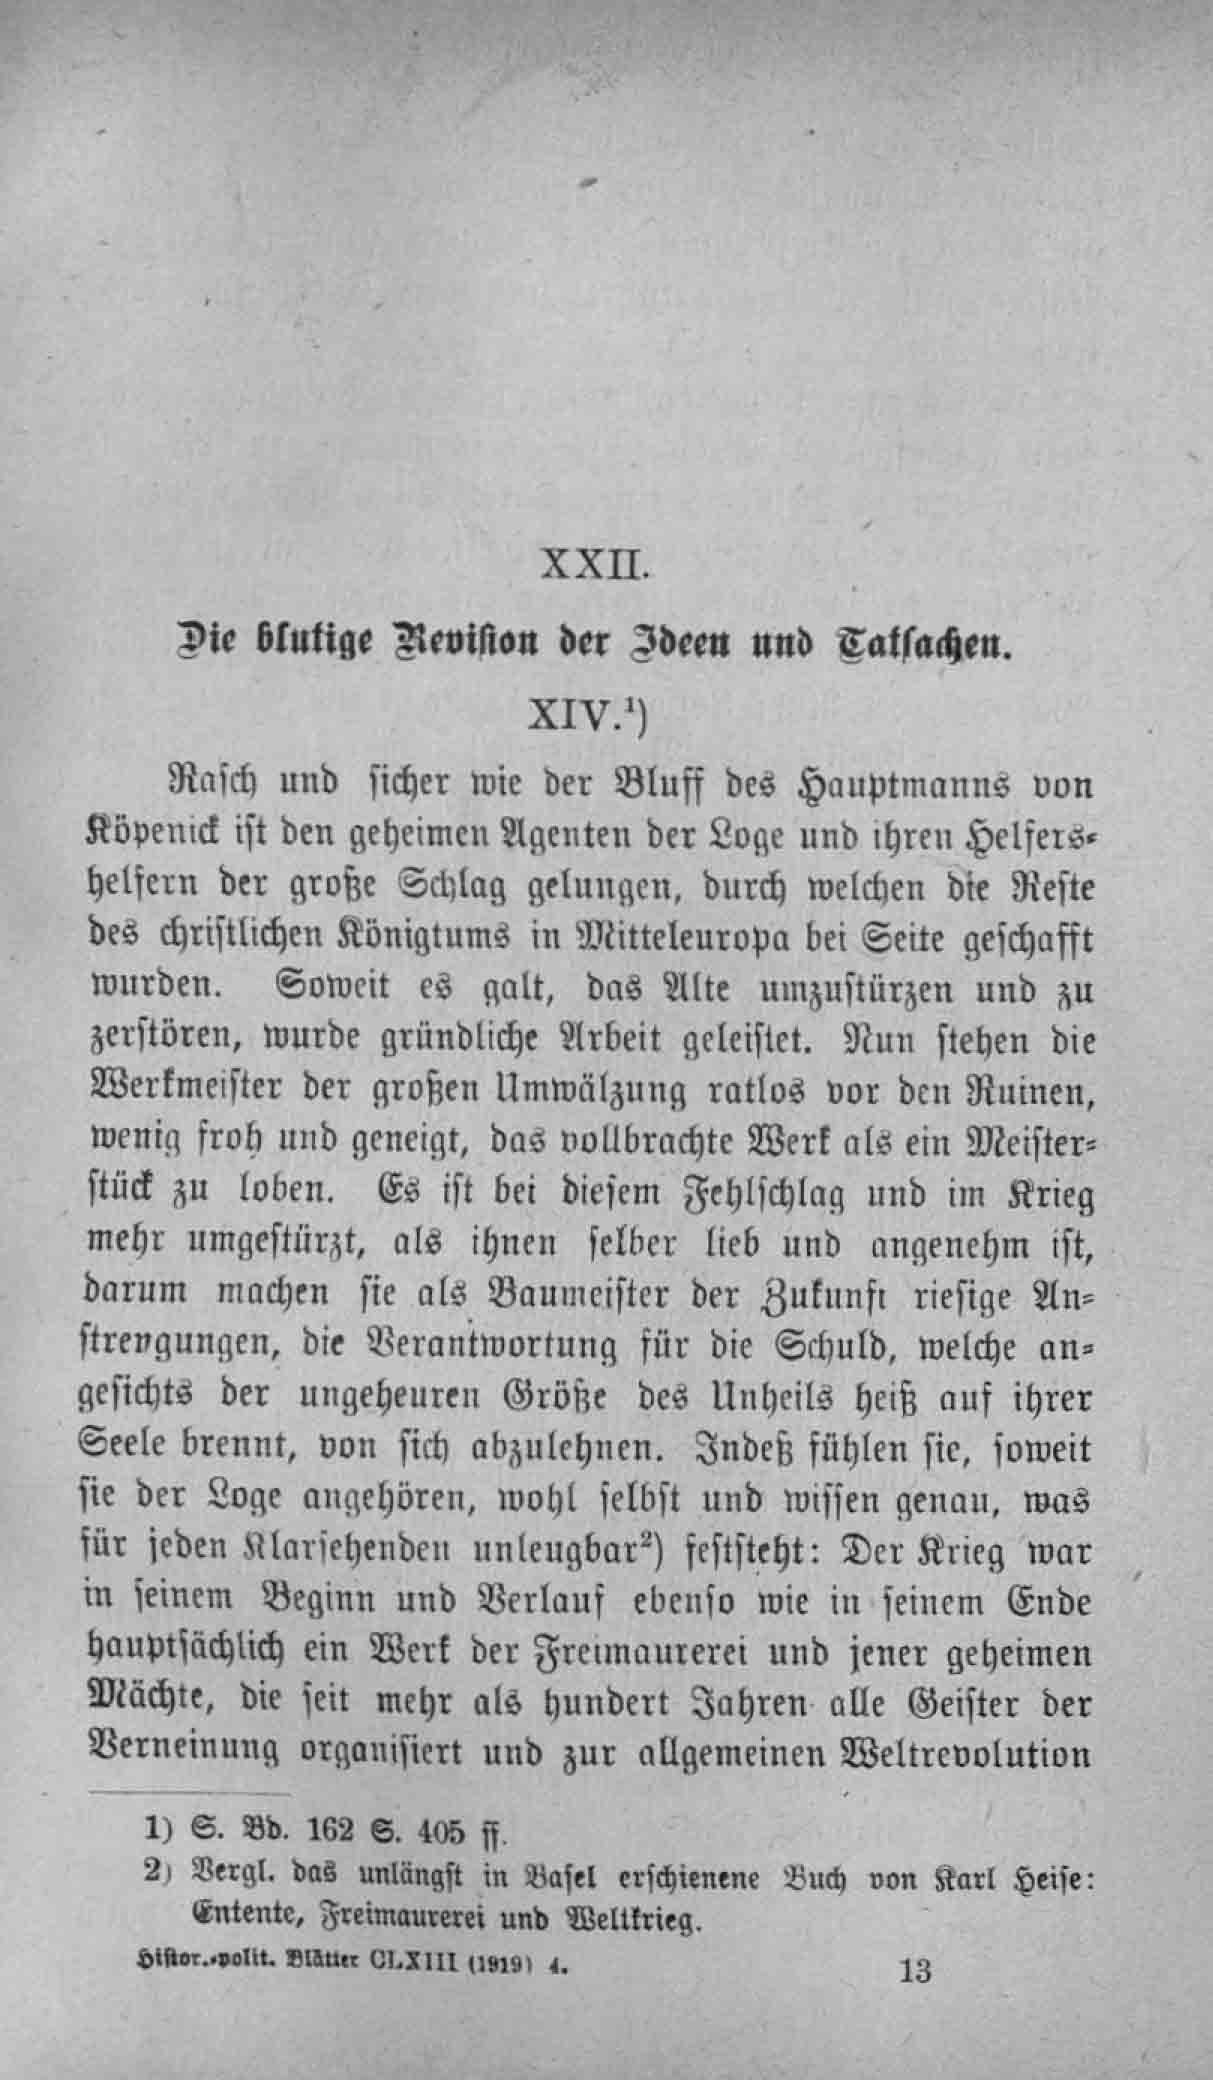 XXII.
Die blutige Revision der Ideen und Tatsachen.
XIV.¹)
Rasch und sicher wie der Bluff des Hauptmanns von
Köpenick ist den geheimen Agenten der Loge und ihren Helfers-
helfern der große Schlag gelungen, durch welchen die Reste
des christlichen Königtums in Mitteleuropa bei Seite geschafft
wurden. Soweit es galt, das Alte umzustürzen und zu
zerstören, wurde gründliche Arbeit geleistet. Nun stehen die
Werkmeister der großen Umwälzung ratlos vor den Ruinen,
wenig froh und geneigt, das vollbrachte Werk als ein Meister-
stück zu loben. Es ist bei diesem Fehlschlag und im Krieg
mehr umgestürzt, als ihnen selber lieb und angenehm ist,
darum machen sie als Baumeister der Zukunft riesige An-
strengungen, die Verantwortung für die Schuld, welche an-
gesichts der ungeheuren Größe des Unheils heiß auf ihrer
Seele brennt, von sich abzulehnen. Indeß fühlen sie, soweit
sie der Loge angehören, wohl selbst und wissen genau, was
für jeden Klarsehenden unleugbar²) feststeht: Der Krieg war
in seinem Beginn und Verlauf ebenso wie in seinem Ende
hauptsächlich ein Werk der Freimaurerei und jener geheimen
Mächte, die seit mehr als hundert Jahren alle Geister der
Verneinung organisiert und zur allgemeinen Weltrevolution
1) S. Bd. 162 S. 405 ff.
2) Vergl. das unlängst in Basel erschienene Buch von Karl Heise:
Entente, Freimaurerei und Weltkrieg.
Histor.-polit. Blätter CLXIII (1919) 4.
13